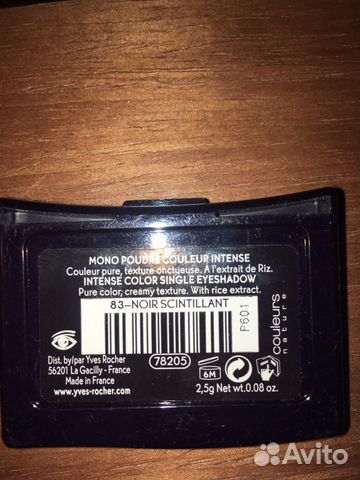 MONO POUDRE COULEUR INTENSE
Couleur pure, texture onctueuse. À l'extrait de Riz.
INTENSE COLOR SINGLE EYESHADOW
Pure color, creamy texture. With rice extract.
83-NOIR SCINTILLANT
P601
couleurs
nature
Dist. by/par Yves Rocher
56201 La Gacilly - France
Made in France
www.yves-rocher.com
78205
6M
2,5g Net wt.0.08 oz.
Avito